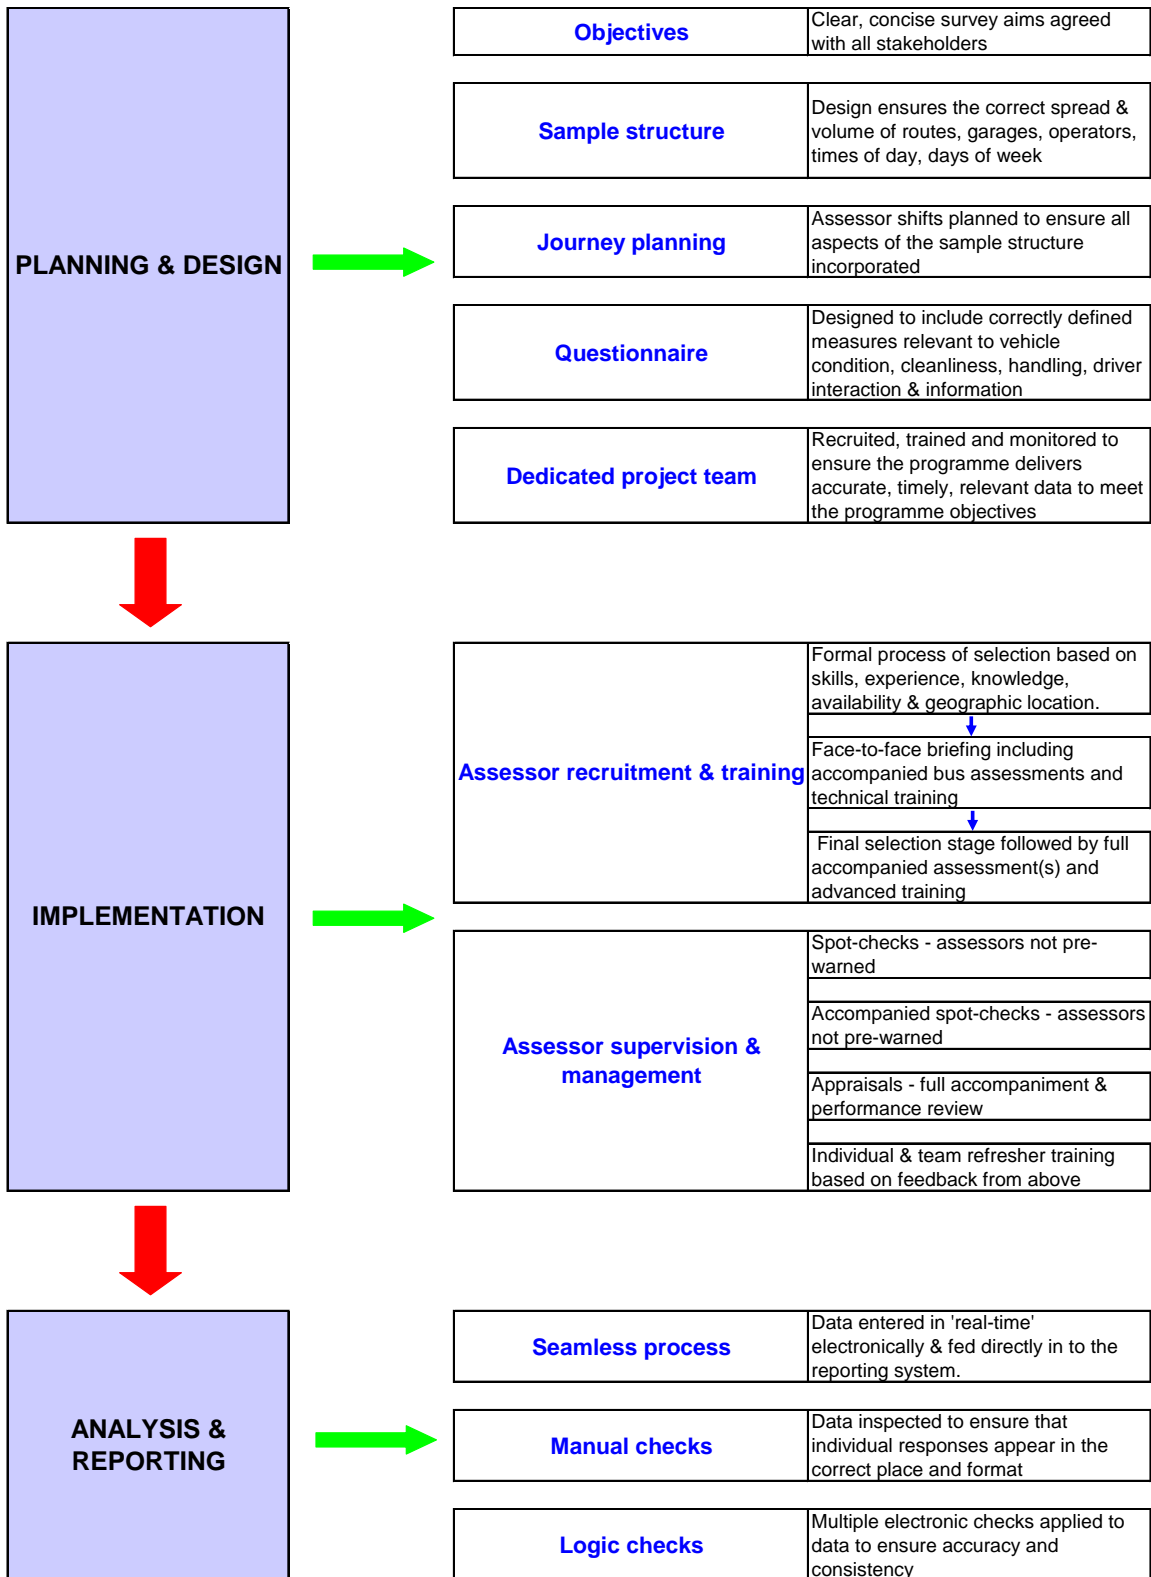 Objectives
Clear, concise survey aims agreed
with all stakeholders
Sample structure
Design ensures the correct spread &
volume of routes, garages, operators,
times of day, days of week
PLANNING & DESIGN
Journey planning
Assessor shifts planned to ensure all
aspects of the sample structure
incorporated
Questionnaire
Designed to include correctly defined
measures relevant to vehicle
condition, cleanliness, handling, driver
interaction & information
Dedicated project team
Recruited, trained and monitored to
ensure the programme delivers
accurate, timely, relevant data to meet
the programme objectives
IMPLEMENTATION
Assessor recruitment & training
Formal process of selection based on
skills, experience, knowledge,
availability & geographic location.
Face-to-face briefing including
accompanied bus assessments and
technical training
Final selection stage followed by full
accompanied assessment(s) and
advanced training
Assessor supervision &
management
Spot-checks - assessors not pre-
warned
Accompanied spot-checks - assessors
not pre-warned
Appraisals - full accompaniment &
performance review
Individual & team refresher training
based on feedback from above
ANALYSIS &
REPORTING
Seamless process
Data entered in 'real-time'
electronically & fed directly in to the
reporting system.
Manual checks
Data inspected to ensure that
individual responses appear in the
correct place and format
Logic checks
Multiple electronic checks applied to
data to ensure accuracy and
consistency